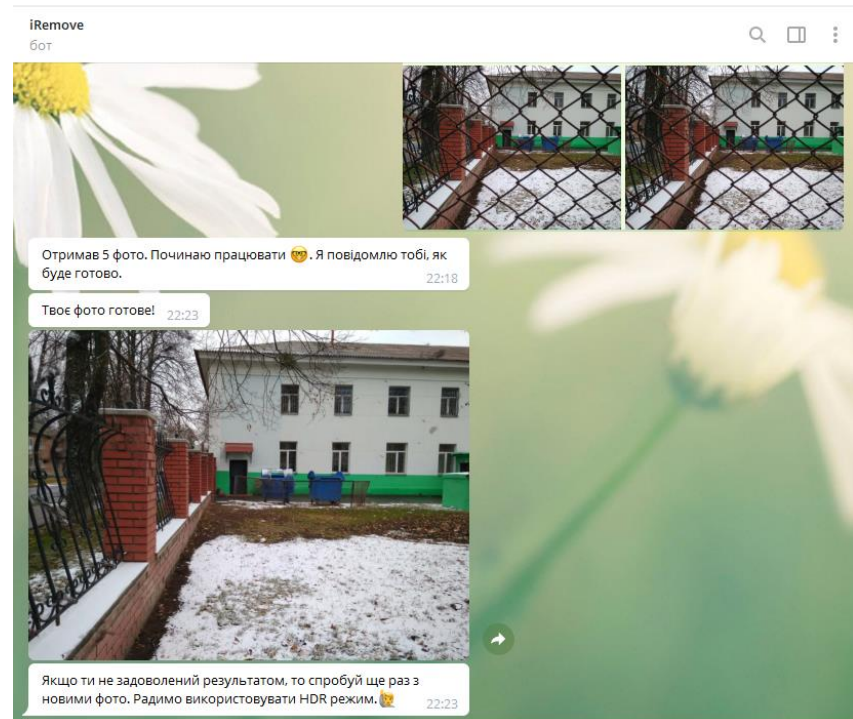 iRemove
бот
Отримав 5 фото. Починаю працювати 🤓. Я повідомлю тобі, як
буде готово.
22:18
Твоє фото готове!
22:23
Якщо ти не задоволений результатом, то спробуй ще раз з
новими фото. Радимо використовувати HDR режим.🙋
22:23